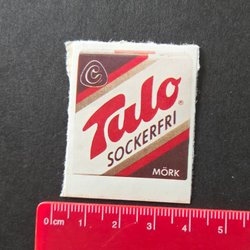 Tulo®
SOCKERFRI
MÖRK
0cm 1 2 3 4 5